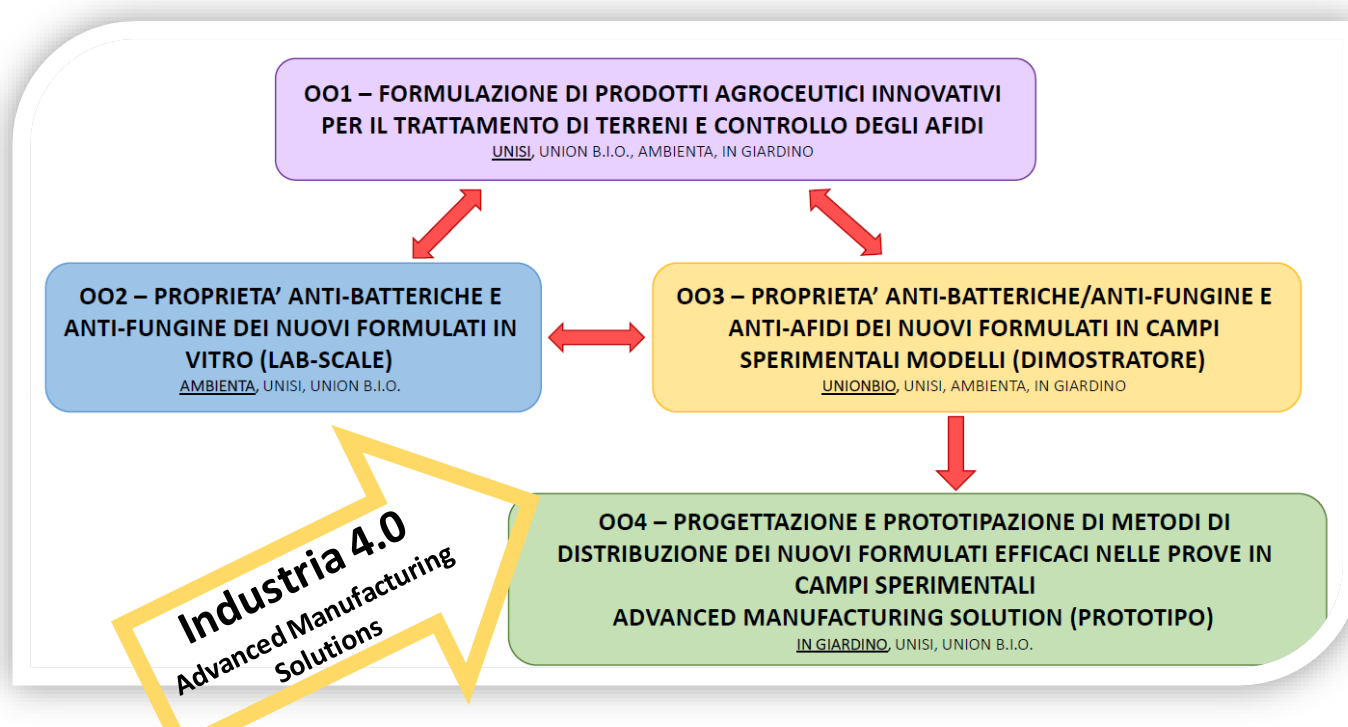 OO1 – FORMULAZIONE DI PRODOTTI AGROCEUTICI INNOVATIVI
PER IL TRATTAMENTO DI TERRENI E CONTROLLO DEGLI AFIDI
UNISI, UNION B.I.O., AMBIENTA, IN GIARDINO
OO2 – PROPRIETA’ ANTI-BATTERICHE E
ANTI-FUNGINE DEI NUOVI FORMULATI IN
VITRO (LAB-SCALE)
AMBIENTA, UNISI, UNION B.I.O.
OO3 – PROPRIETA’ ANTI-BATTERICHE/ANTI-FUNGINE E
ANTI-AFIDI DEI NUOVI FORMULATI IN CAMPI
SPERIMENTALI MODELLI (DIMOSTRATORE)
UNIONBIO, UNISI, AMBIENTA, IN GIARDINO
Industria 4.0
Advanced Manufacturing
Solutions
OO4 – PROGETTAZIONE E PROTOTIPAZIONE DI METODI DI
DISTRIBUZIONE DEI NUOVI FORMULATI EFFICACI NELLE PROVE IN
CAMPI SPERIMENTALI
ADVANCED MANUFACTURING SOLUTION (PROTOTIPO)
IN GIARDINO, UNISI, UNION B.I.O.